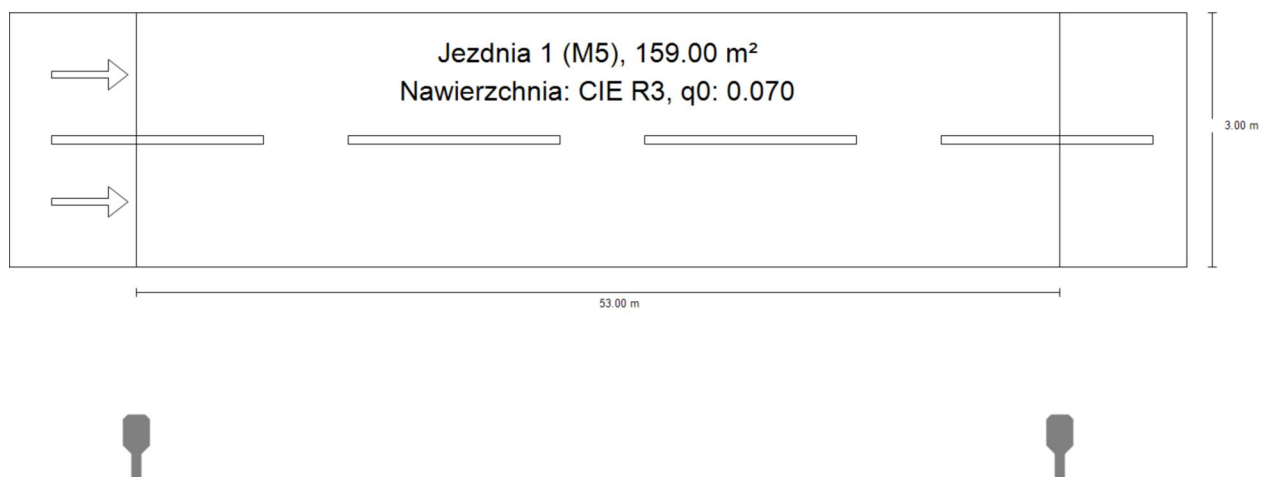 Jezdnia 1 (M5), 159.00 m²
Nawierzchnia: CIE R3, q0: 0.070
3.00 m
53.00 m